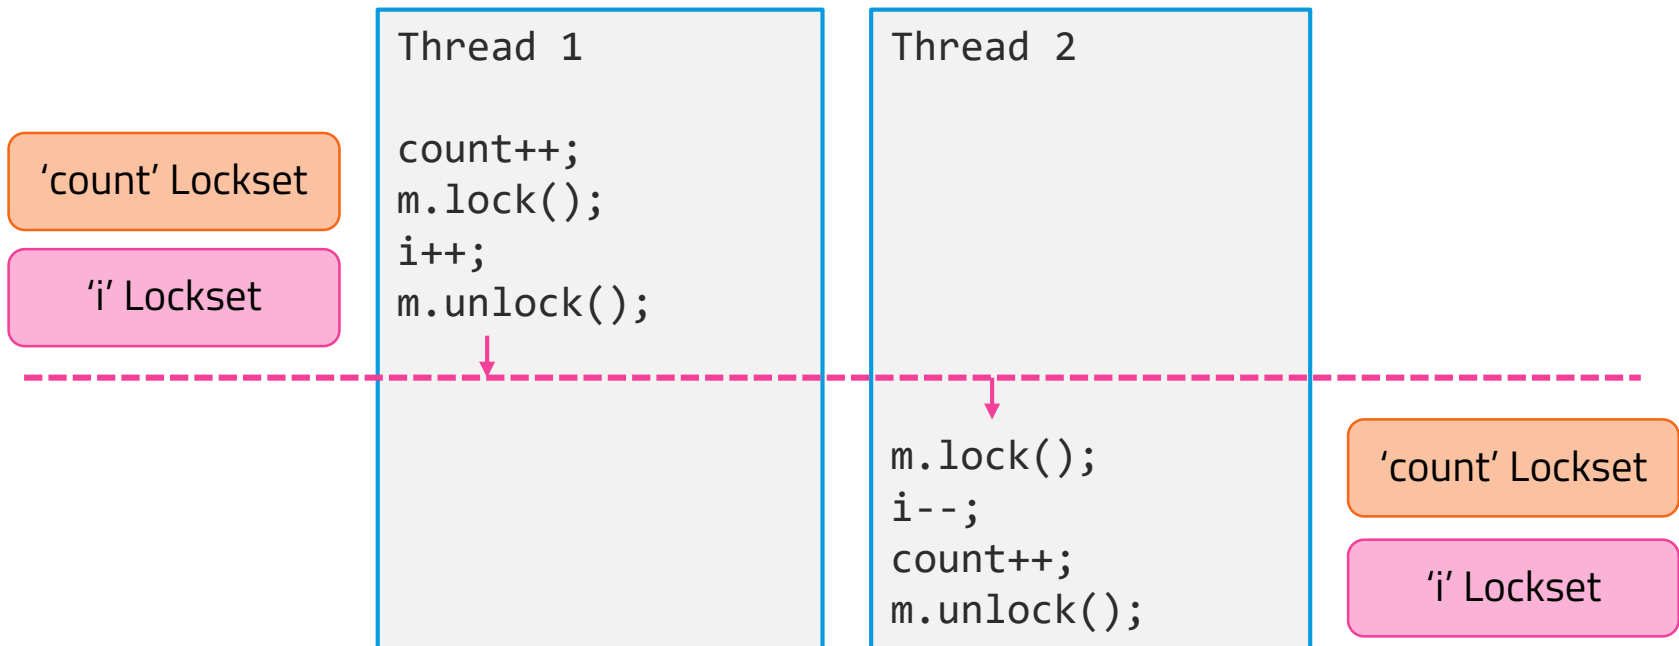 Thread 1
count++;
m.lock();
i++;
m.unlock();
‘count’ Lockset
‘i’ Lockset
Thread 2
m.lock();
i--;
count++;
m.unlock();
‘count’ Lockset
‘i’ Lockset